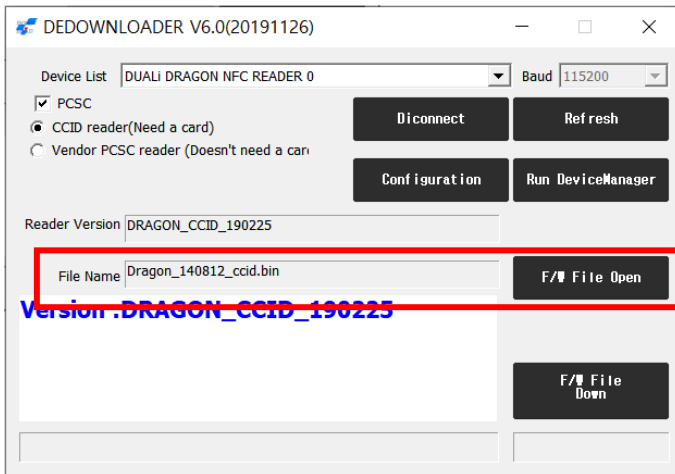 DEDOWNLOADER V6.0(20191126)
Device List DUALi DRAGON NFC READER 0 Baud 115200
PCSC
CCID reader(Need a card)
Vendor PCSC reader (Doesn't need a car
Diconnect Refresh
Configuration Run DeviceManager
Reader Version DRAGON_CCID_190225
File Name Dragon_140812_ccid.bin F/W File Open
Version :DRAGON_CCID_190225
F/W File
Down